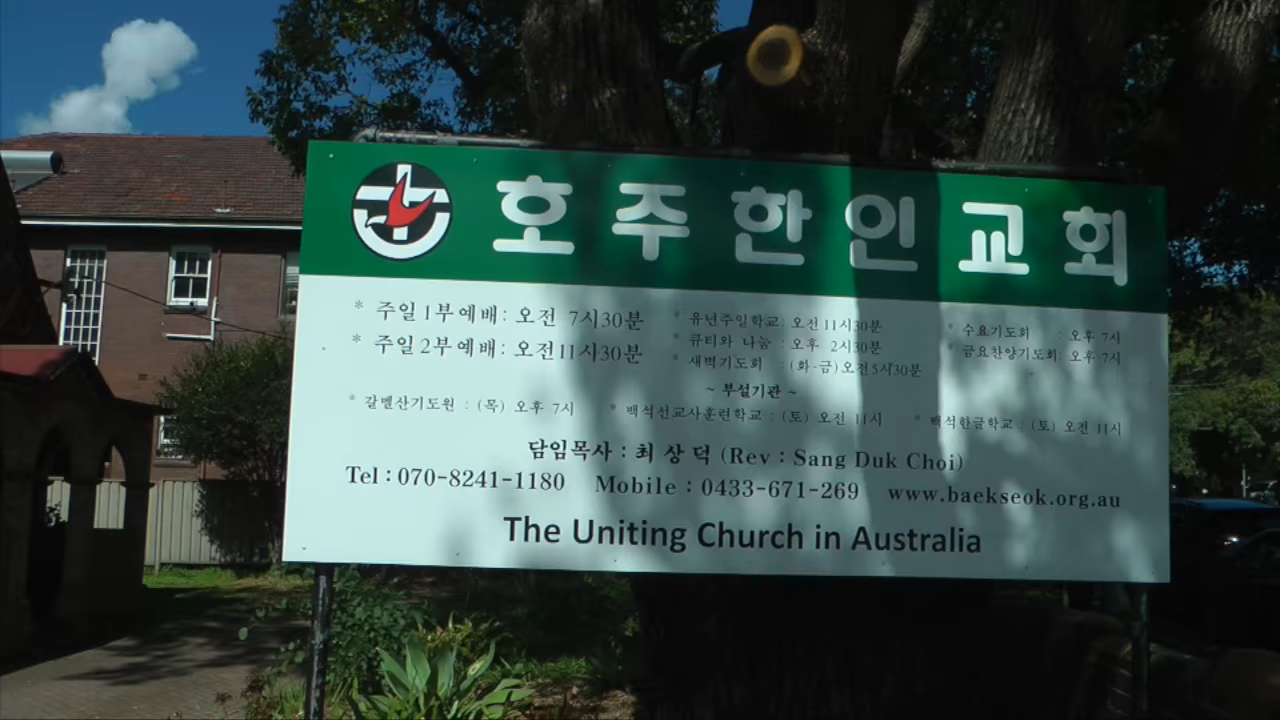 호주한인교회
* 주일 1부예배: 오전 7시30분
* 주일 2부예배: 오전11시30분
* 유년주일학교: 오전 11시30분
* 큐티와 나눔 : 오후 2시30분
* 새벽기도회 : (화-금)오전5시30분
* 수요기도회 : 오후 7시
* 금요찬양기도회: 오후 7시
~ 부설기관 ~
* 갈멜산기도원 : (목) 오후 7시 * 백석선교사훈련학교 : (토) 오전 11시 * 백석한글학교 : (토) 오전 11시
담임목사 : 최 상 덕 (Rev : Sang Duk Choi)
Tel : 070-8241-1180 Mobile : 0433-671-269 www.baekseok.org.au
The Uniting Church in Australia